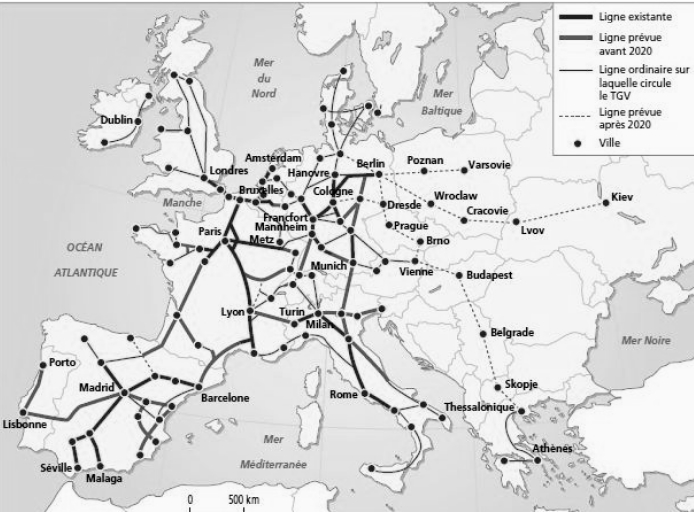 Ligne existante
Ligne prévue
avant 2020
Ligne ordinaire sur
laquelle circule
le TGV
Ligne prévue
après 2020
Ville
Mer
du
Nord
Mer
Baltique
Dublin
Londres
Amsterdam
Hanovre
Berlin
Poznan
Varsovie
Bruxelles
Cologne
Manche
Dresde
Wroclaw
Cracovie
Kiev
Lvov
Francfort
Mannheim
Prague
Paris
Metz
Brno
OCÉAN
ATLANTIQUE
Munich
Vienne
Budapest
Lyon
Turin
Milan
Belgrade
Mer Noire
Porto
Madrid
Barcelone
Rome
Skopje
Thessalonique
Lisbonne
Mer
Méditerranée
Athènes
Séville
Malaga
0 500 km